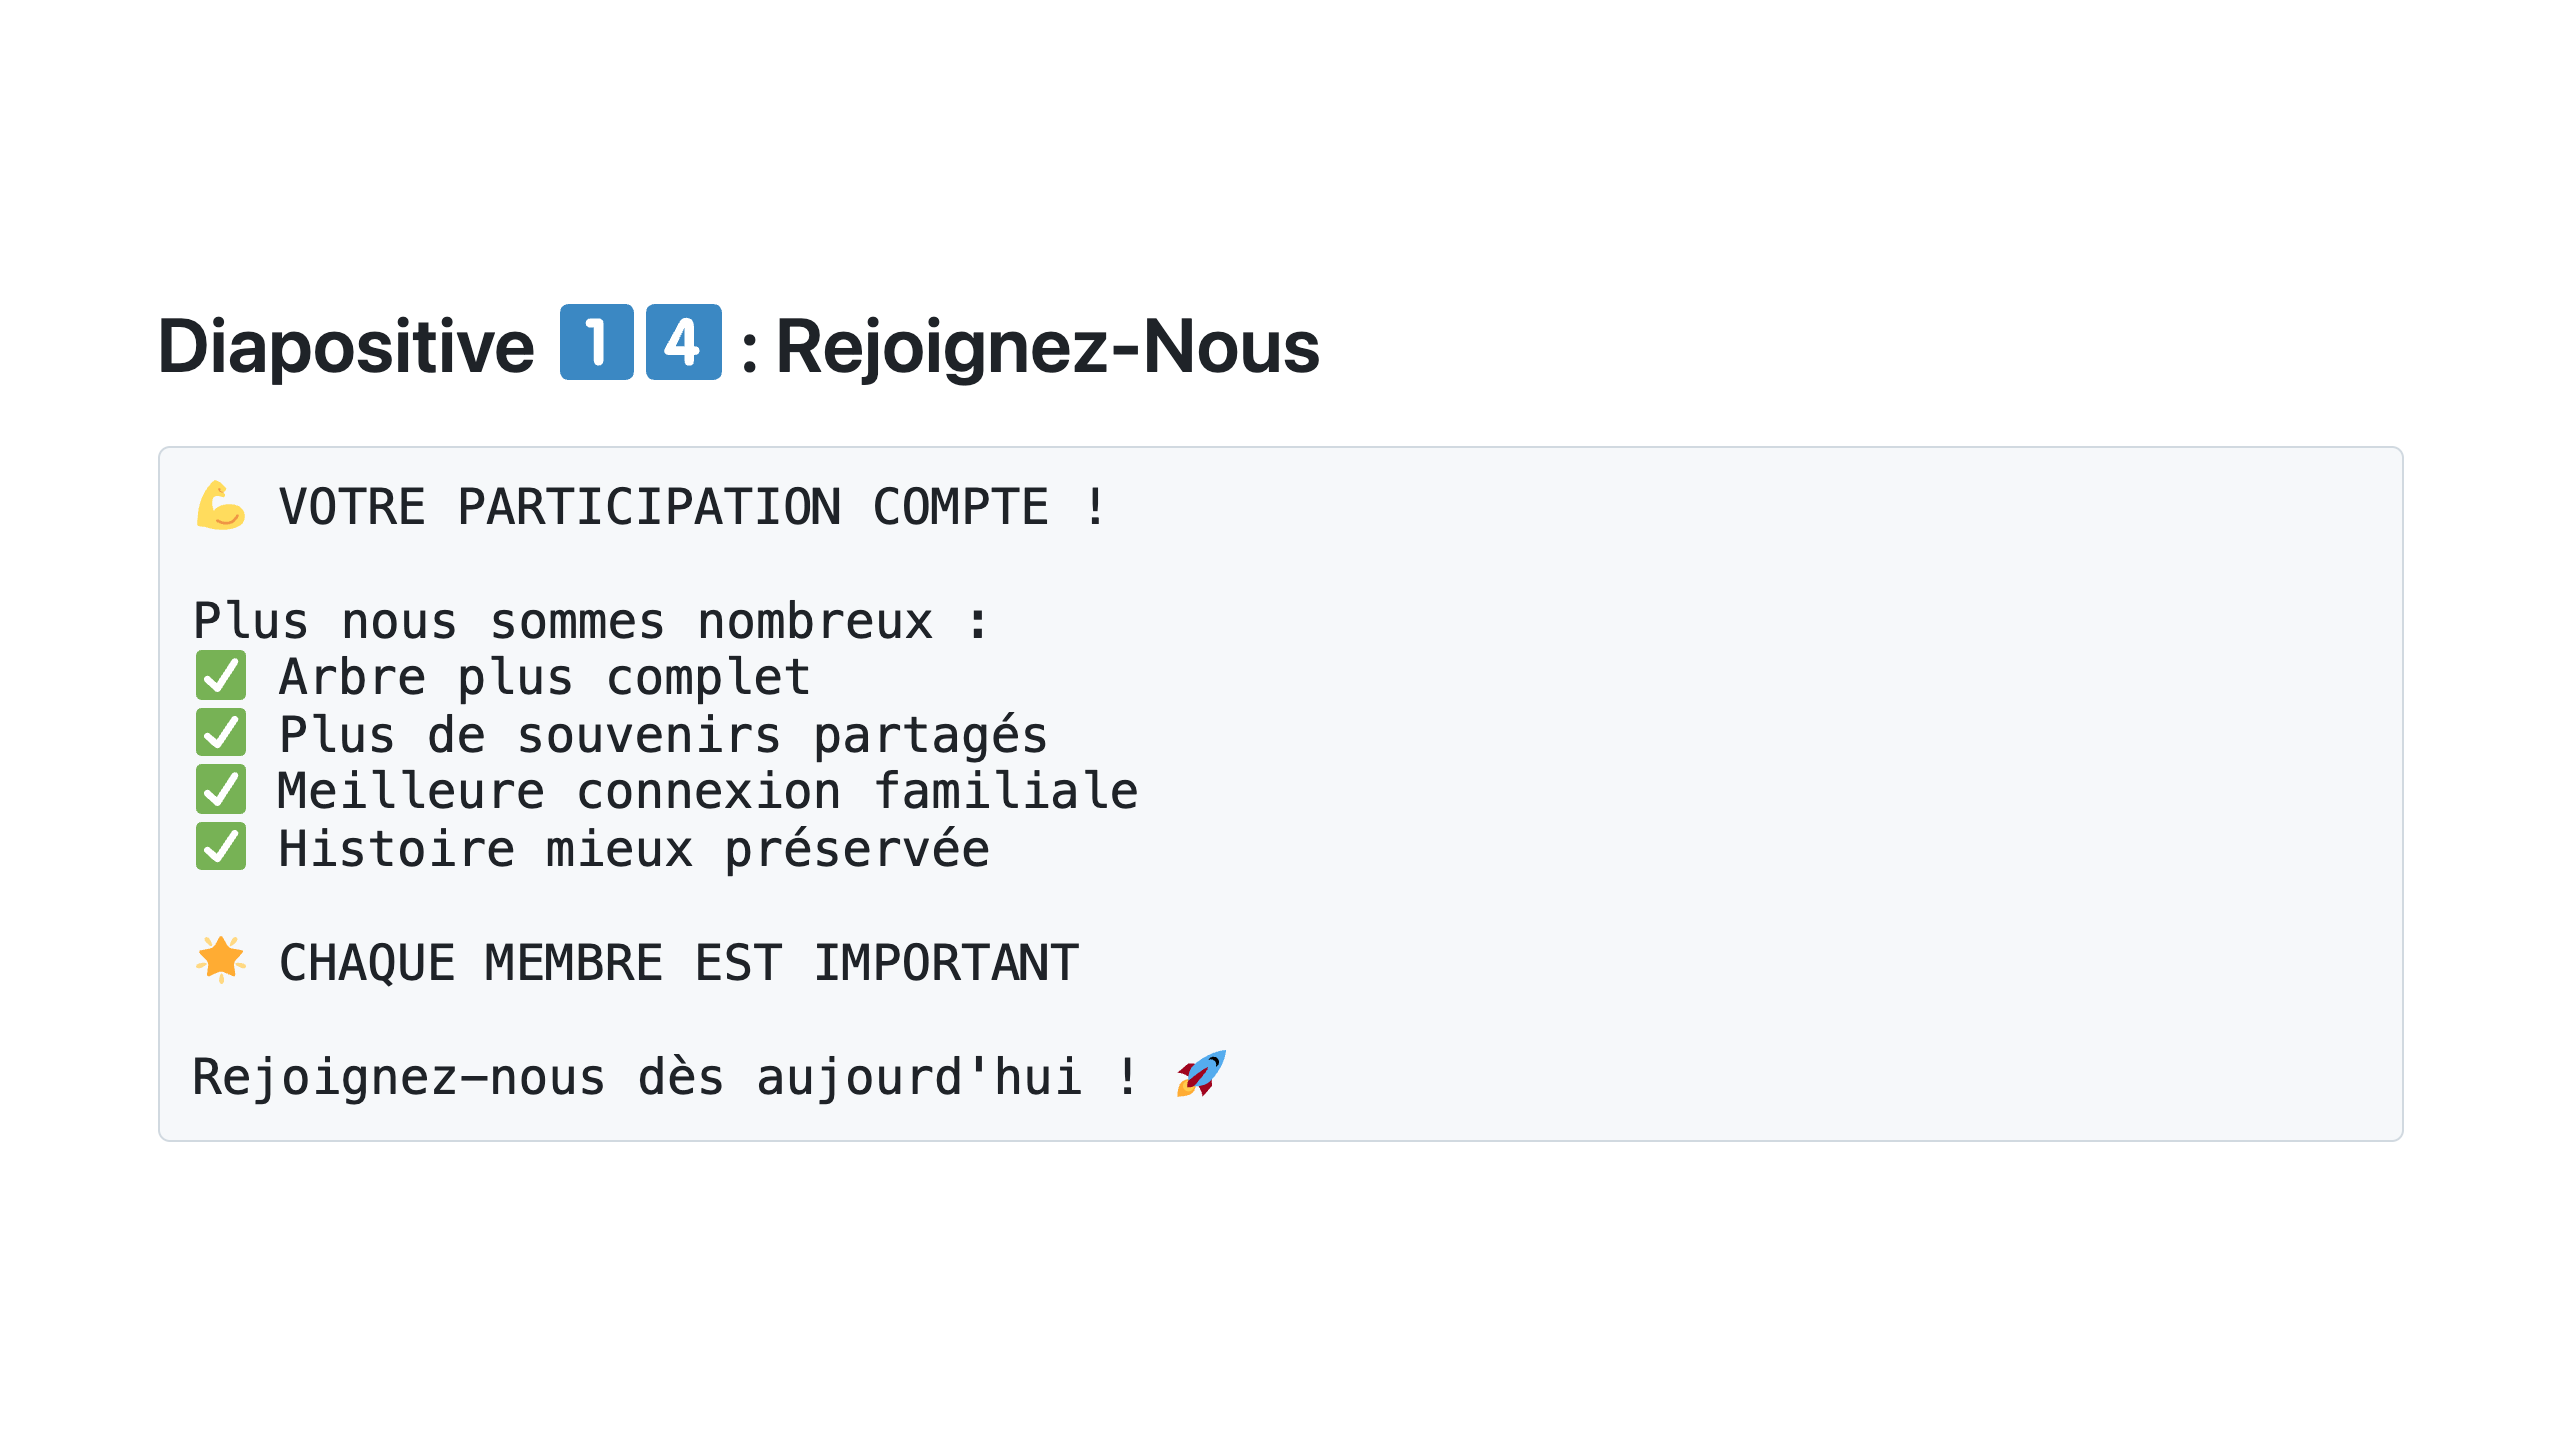 Diapositive 1️⃣4️⃣ : Rejoignez-Nous
💪 VOTRE PARTICIPATION COMPTE !
Plus nous sommes nombreux :
✅ Arbre plus complet
✅ Plus de souvenirs partagés
✅ Meilleure connexion familiale
✅ Histoire mieux préservée
🌟 CHAQUE MEMBRE EST IMPORTANT
Rejoignez-nous dès aujourd'hui ! 🚀